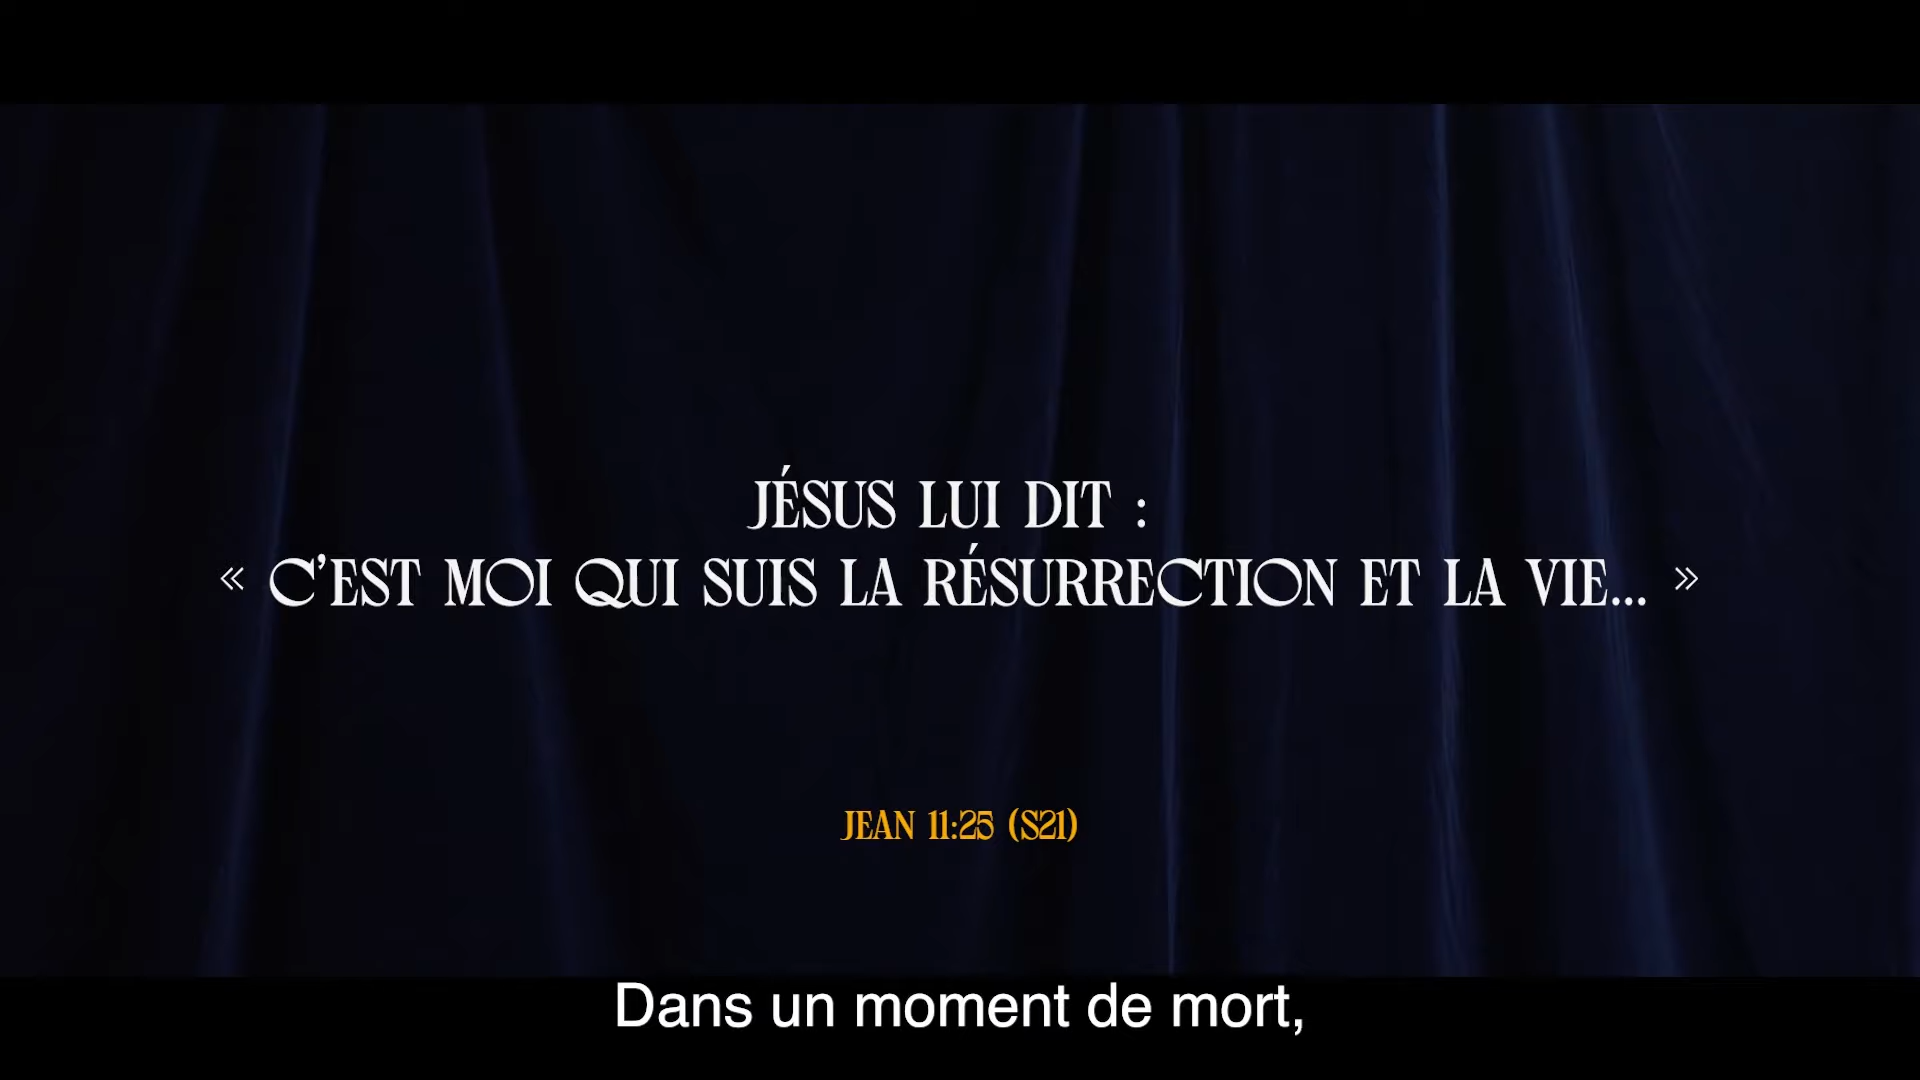 JÉSUS LUI DIT :
« C’EST MOI QUI SUIS LA RÉSURRECTION ET LA VIE... »
JEAN 11:25 (S21)
Dans un moment de mort,